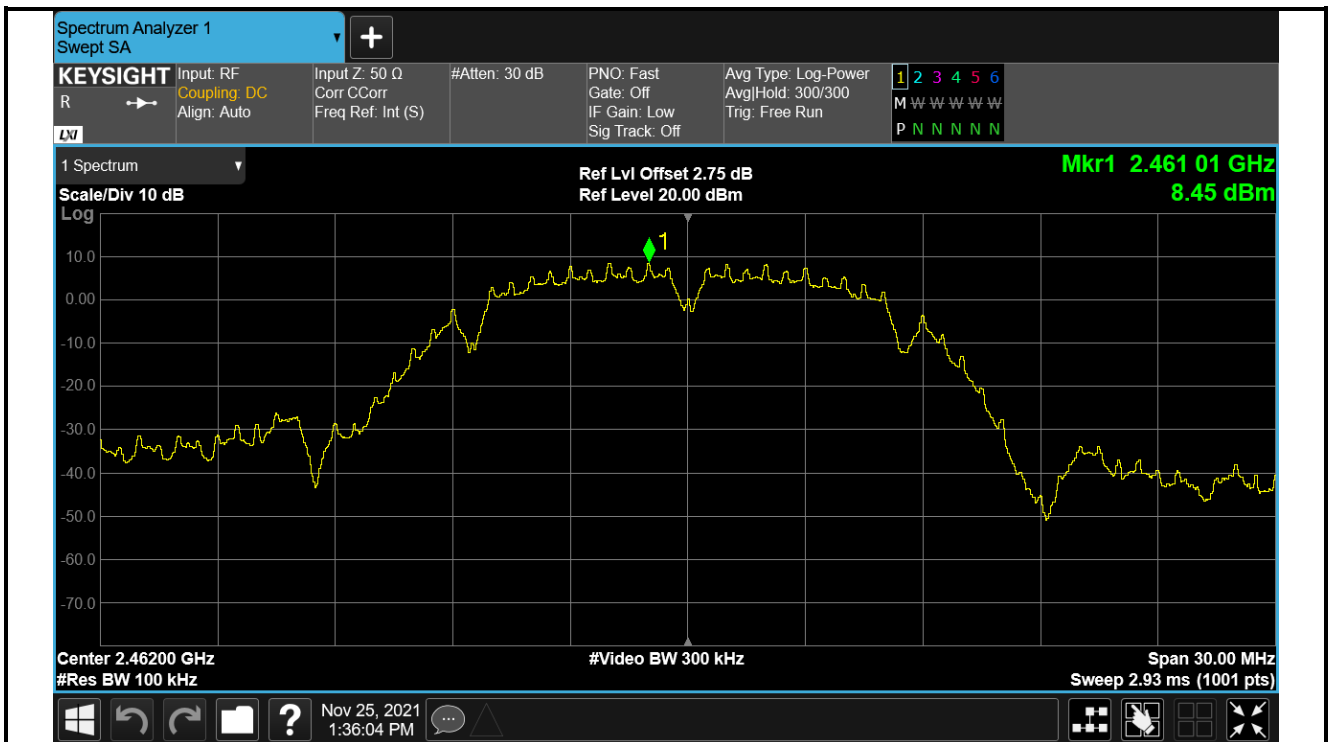 Spectrum Analyzer 1
Swept SA
KEYSIGHT
R
LXI
Input: RF
Coupling: DC
Align: Auto
Input Z: 50 Ω
Corr CCorr
Freq Ref: Int (S)
#Atten: 30 dB
PNO: Fast
Gate: Off
IF Gain: Low
Sig Track: Off
Avg Type: Log-Power
Avg|Hold: 300/300
Trig: Free Run
1 2 3 4 5 6
M W W W W W
P N N N N N
1 Spectrum
Scale/Div 10 dB
Ref Lvl Offset 2.75 dB
Ref Level 20.00 dBm
Mkr1 2.461 01 GHz
8.45 dBm
Log
1
10.0
0.00
-10.0
-20.0
-30.0
-40.0
-50.0
-60.0
-70.0
Center 2.46200 GHz
#Res BW 100 kHz
#Video BW 300 kHz
Span 30.00 MHz
Sweep 2.93 ms (1001 pts)
?
Nov 25, 2021
1:36:04 PM